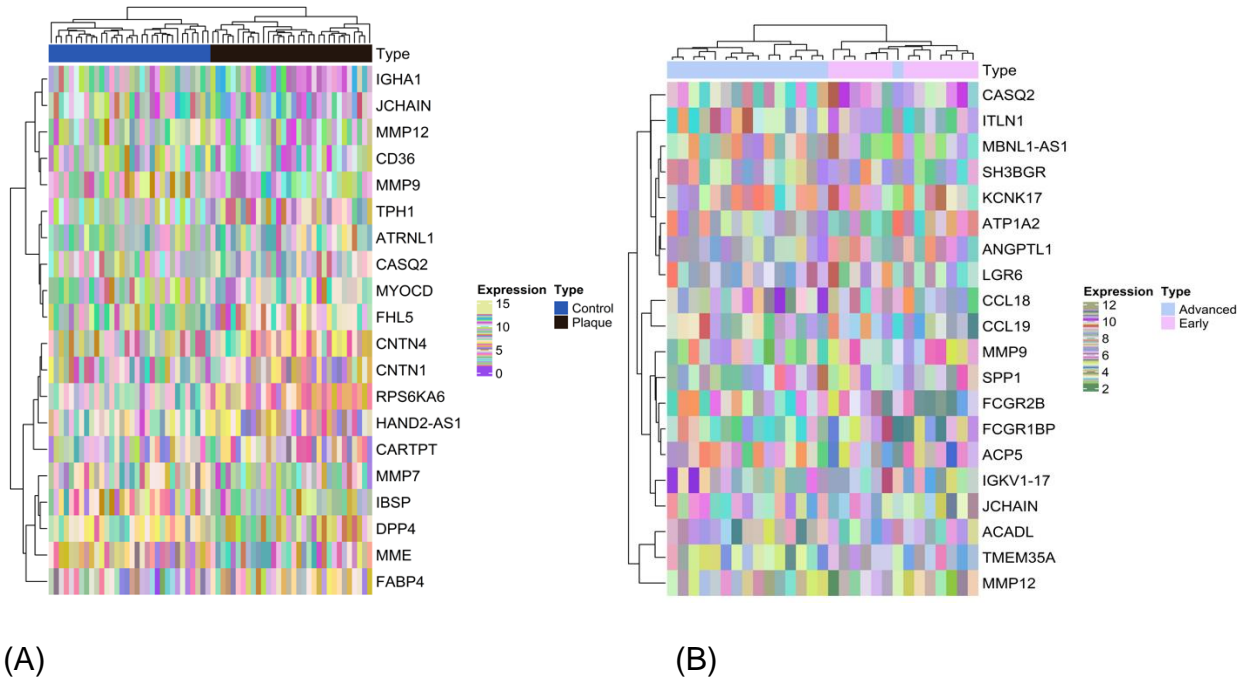 Type
IGHA1
JCHAIN
MMP12
CD36
MMP9
TPH1
ATRNL1
CASQ2
MYOCD
FHL5
CNTN4
CNTN1
RPS6KA6
HAND2-AS1
CARTPT
MMP7
IBSP
DPP4
MME
FABP4
Expression
15
10
5
0
Type
Control
Plaque
(A)
Type
CASQ2
ITLN1
MBNL1-AS1
SH3BGR
KCNK17
ATP1A2
ANGPTL1
LGR6
CCL18
CCL19
MMP9
SPP1
FCGR2B
FCGR1BP
ACP5
IGKV1-17
JCHAIN
ACADL
TMEM35A
MMP12
Expression
12
10
8
6
4
2
Type
Advanced
Early
(B)